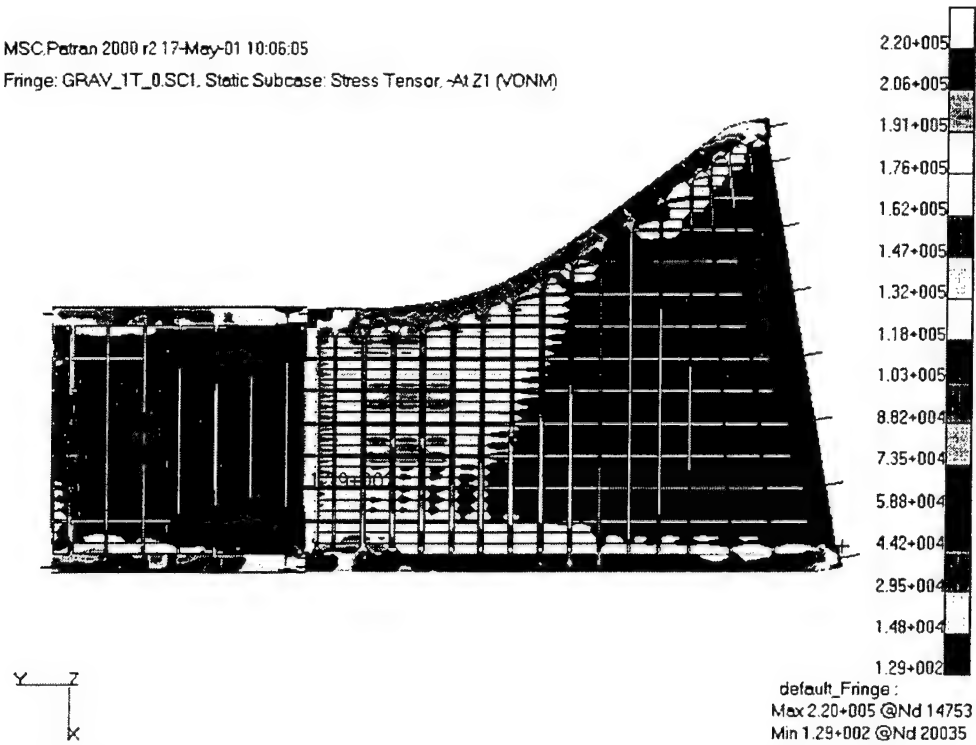 MSC.Patran 2000 r2 17-May-01 10:06:05
Fringe: GRAV_1T_0.SC1, Static Subcase: Stress Tensor, -At Z1 (VONM)
2.20+005
2.06+005
1.91+005
1.76+005
1.62+005
1.47+005
1.32+005
1.18+005
1.03+005
8.82+004
7.35+004
5.88+004
4.42+004
2.95+004
1.48+004
1.29+002
Y Z
X
default_Fringe :
Max 2.20+005 @Nd 14753
Min 1.29+002 @Nd 20035